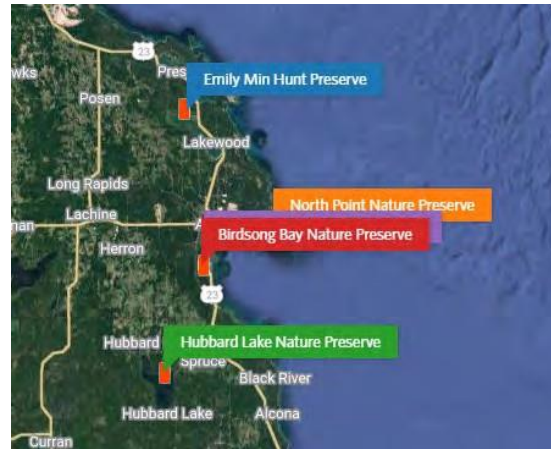 23
Emily Min Hunt Preserve
Posen
Lakewood
Long Rapids
North Point Nature Preserve
Lachine
Birdsong Bay Nature Preserve
Herron
23
Hubbard
Hubbard Lake Nature Preserve
Spruce
Black River
Hubbard Lake
Alcona
Curran